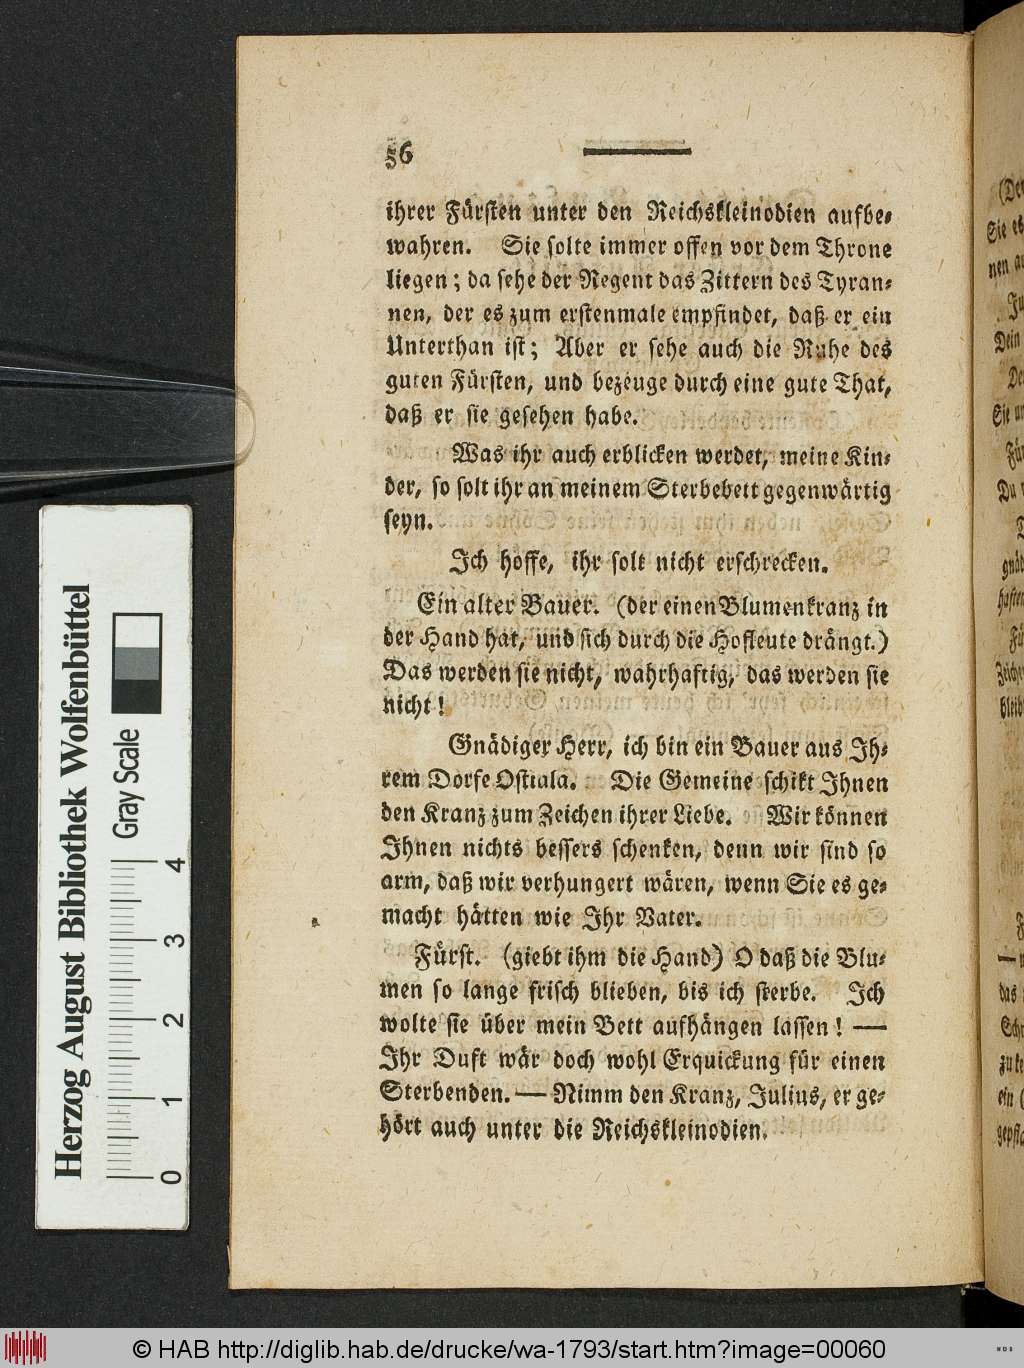 56
ihrer Fürsten unter den Reichskleinodien aufbe-
wahren. Sie solte immer offen vor dem Throne
liegen; da sehe der Regent das Zittern des Tyran-
nen, der es zum erstenmale empfindet, daß er ein
Unterthan ist; Aber er sehe auch die Ruhe des
guten Fürsten, und bezeuge durch eine gute That,
daß er sie gesehen habe.
Was ihr auch erblicken werdet, meine Kin-
der, so solt ihr an meinem Sterbebett gegenwärtig
seyn.
Ich hoffe, ihr solt nicht erschrecken.
Ein alter Bauer. (der einen Blumenkranz in
der Hand hat, und sich durch die Hofleute drängt.)
Das werden sie nicht, wahrhaftig, das werden sie
nicht!
Gnädiger Herr, ich bin ein Bauer aus Ih-
rem Dorfe Ostiala. Die Gemeine schikt Ihnen
den Kranz zum Zeichen ihrer Liebe. Wir können
Ihnen nichts bessers schenken, denn wir sind so
arm, daß wir verhungert wären, wenn Sie es ge-
macht hätten wie Ihr Vater.
Fürst. (giebt ihm die Hand) O daß die Blu-
men so lange frisch blieben, bis ich sterbe. Ich
wolte sie über mein Bett aufhängen lassen! —
Ihr Duft wär doch wohl Erquickung für einen
Sterbenden. — Nimm den Kranz, Julius, er ge-
hört auch unter die Reichskleinodien.
Herzog August Bibliothek Wolfenbüttel
Gray Scale
0 1 2 3 4
© HAB http://diglib.hab.de/drucke/wa-1793/start.htm?image=00060